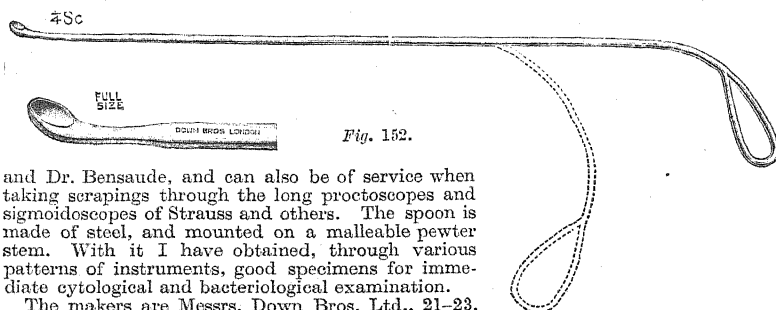 4Sc
FULL
SIZE
DOWN BROS LONDON
Fig. 152.
and Dr. Bensaude, and can also be of service when
taking scrapings through the long proctoscopes and
sigmoidoscopes of Strauss and others. The spoon is
made of steel, and mounted on a malleable pewter
stem. With it I have obtained, through various
patterns of instruments, good specimens for imme-
diate cytological and bacteriological examination.
The makers are Messrs. Down Bros. Ltd., 21–23,